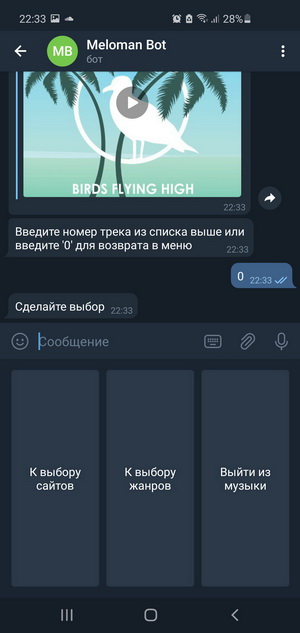 22:33
28%
MB
Meloman Bot
бот
BIRDS FLYING HIGH
22:33
Введите номер трека из списка выше или
введите '0' для возврата в меню
22:33
0 22:33
Сделайте выбор 22:33
Сообщение
К выбору
сайтов
К выбору
жанров
Выйти из
музыки